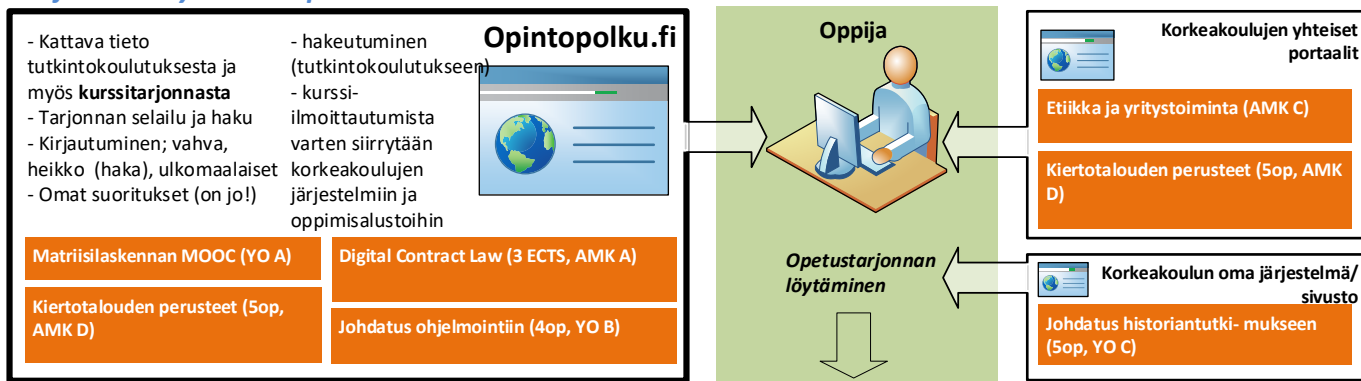 Opintopolku.fi
- Kattava tieto
tutkintokoulutuksesta ja
myös kurssitarjonnasta
- Tarjonnan selailu ja haku
- Kirjautuminen; vahva,
heikko (haka), ulkomaalaiset
- Omat suoritukset (on jo!)
- hakeutuminen
(tutkintokoulutukseen)
- kurssi-
ilmoittautumista
varten siirrytään
korkeakoulujen
järjestelmiin ja
oppimisalustoihin
Matriisilaskennan MOOC (YO A)
Kiertotalouden perusteet (5op,
AMK D)
Digital Contract Law (3 ECTS, AMK A)
Johdatus ohjelmointiin (4op, YO B)
Oppija
Opetustarjonnan
löytäminen
Korkeakoulujen yhteiset
portaalit
Etiikka ja yritystoiminta (AMK C)
Kiertotalouden perusteet (5op, AMK
D)
Korkeakoulun oma järjestelmä/
sivusto
Johdatus historiantutki- mukseen
(5op, YO C)